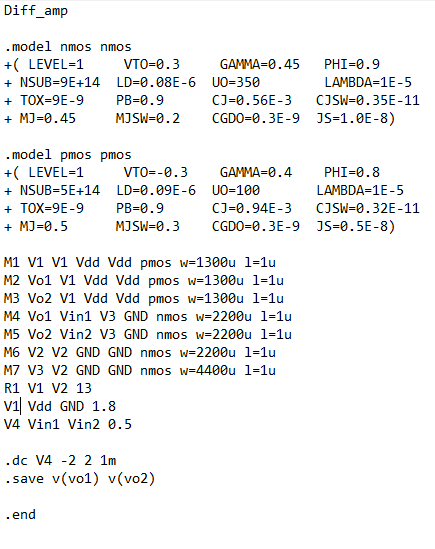 Diff_amp
.model nmos nmos
+( LEVEL=1 VTO=0.3 GAMMA=0.45 PHI=0.9
+ NSUB=9E+14 LD=0.08E-6 UO=350 LAMBDA=1E-5
+ TOX=9E-9 PB=0.9 CJ=0.56E-3 CJSW=0.35E-11
+ MJ=0.45 MJSW=0.2 CGDO=0.3E-9 JS=1.0E-8)
.model pmos pmos
+( LEVEL=1 VTO=-0.3 GAMMA=0.4 PHI=0.8
+ NSUB=5E+14 LD=0.09E-6 UO=100 LAMBDA=1E-5
+ TOX=9E-9 PB=0.9 CJ=0.94E-3 CJSW=0.32E-11
+ MJ=0.5 MJSW=0.3 CGDO=0.3E-9 JS=0.5E-8)
M1 V1 V1 Vdd Vdd pmos w=1300u l=1u
M2 Vo1 V1 Vdd Vdd pmos w=1300u l=1u
M3 Vo2 V1 Vdd Vdd pmos w=1300u l=1u
M4 Vo1 Vin1 V3 GND nmos w=2200u l=1u
M5 Vo2 Vin2 V3 GND nmos w=2200u l=1u
M6 V2 V2 GND GND nmos w=2200u l=1u
M7 V3 V2 GND GND nmos w=4400u l=1u
R1 V1 V2 13
V1 Vdd GND 1.8
V4 Vin1 Vin2 0.5
.dc V4 -2 2 1m
.save v(vo1) v(vo2)
.end